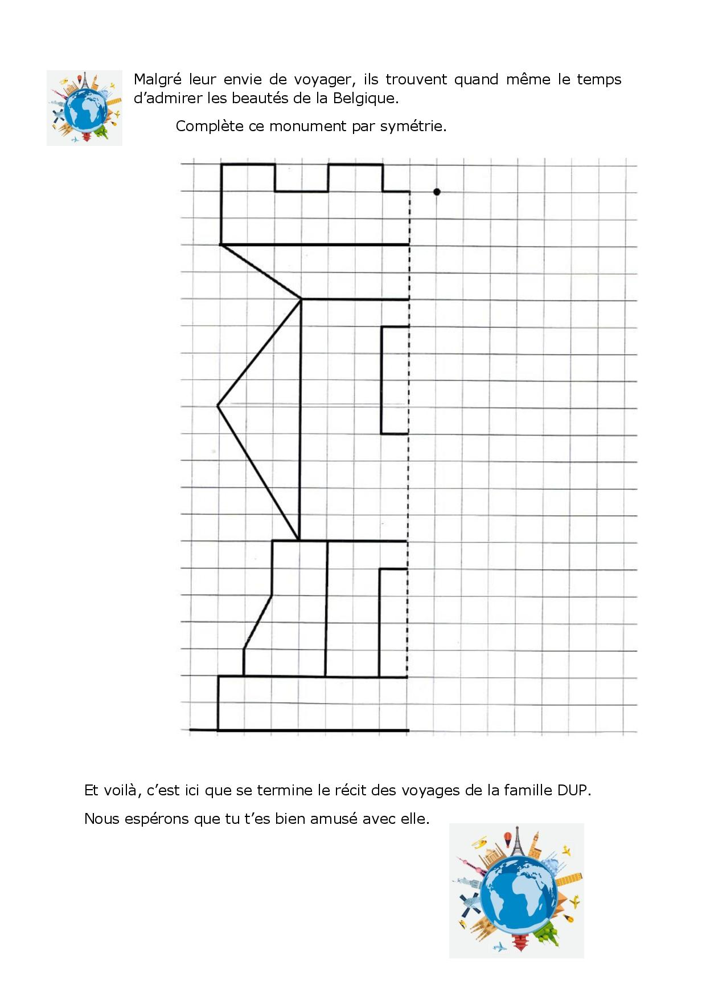 Malgré leur envie de voyager, ils trouvent quand même le temps
d’admirer les beautés de la Belgique.
Complète ce monument par symétrie.
Et voilà, c’est ici que se termine le récit des voyages de la famille DUP.
Nous espérons que tu t’es bien amusé avec elle.